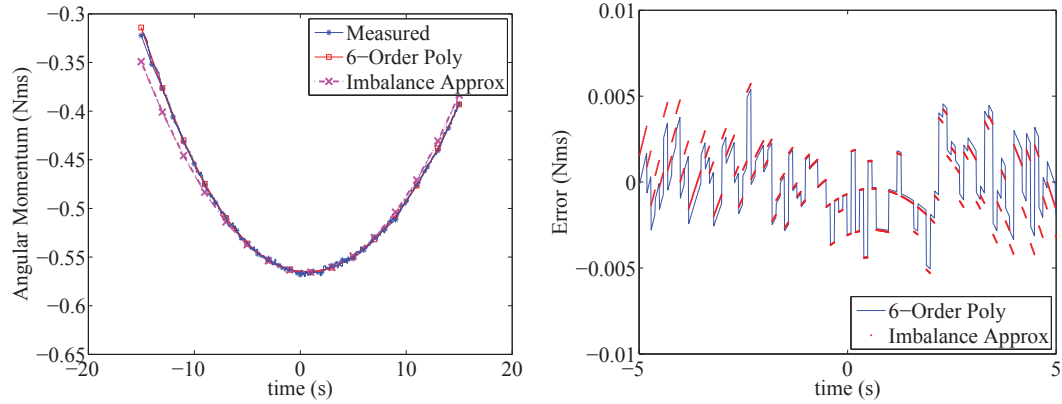 −0.3
−0.35
−0.4
−0.45
−0.5
−0.55
−0.6
−0.65
Angular Momentum (Nms)
−20
−10
0
10
20
time (s)
Measured
6−Order Poly
Imbalance Approx
0.01
0.005
0
−0.005
−0.01
Error (Nms)
−5
0
5
time (s)
6−Order Poly
Imbalance Approx